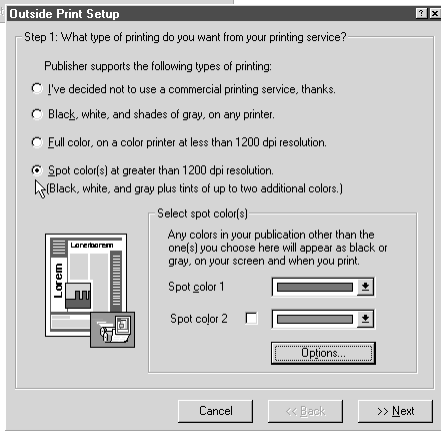 Outside Print Setup
Step 1: What type of printing do you want from your printing service?
Publisher supports the following types of printing:
I've decided not to use a commercial printing service, thanks.
Black, white, and shades of gray, on any printer.
Full color, on a color printer at less than 1200 dpi resolution.
Spot color(s) at greater than 1200 dpi resolution.
(Black, white, and gray plus tints of up to two additional colors.)
Select spot color(s)
Any colors in your publication other than the
one(s) you choose here will appear as black or
gray, on your screen and when you print.
Spot color 1
Spot color 2
Options...
Loremborem
Lorem
Cancel
<< Back
>> Next